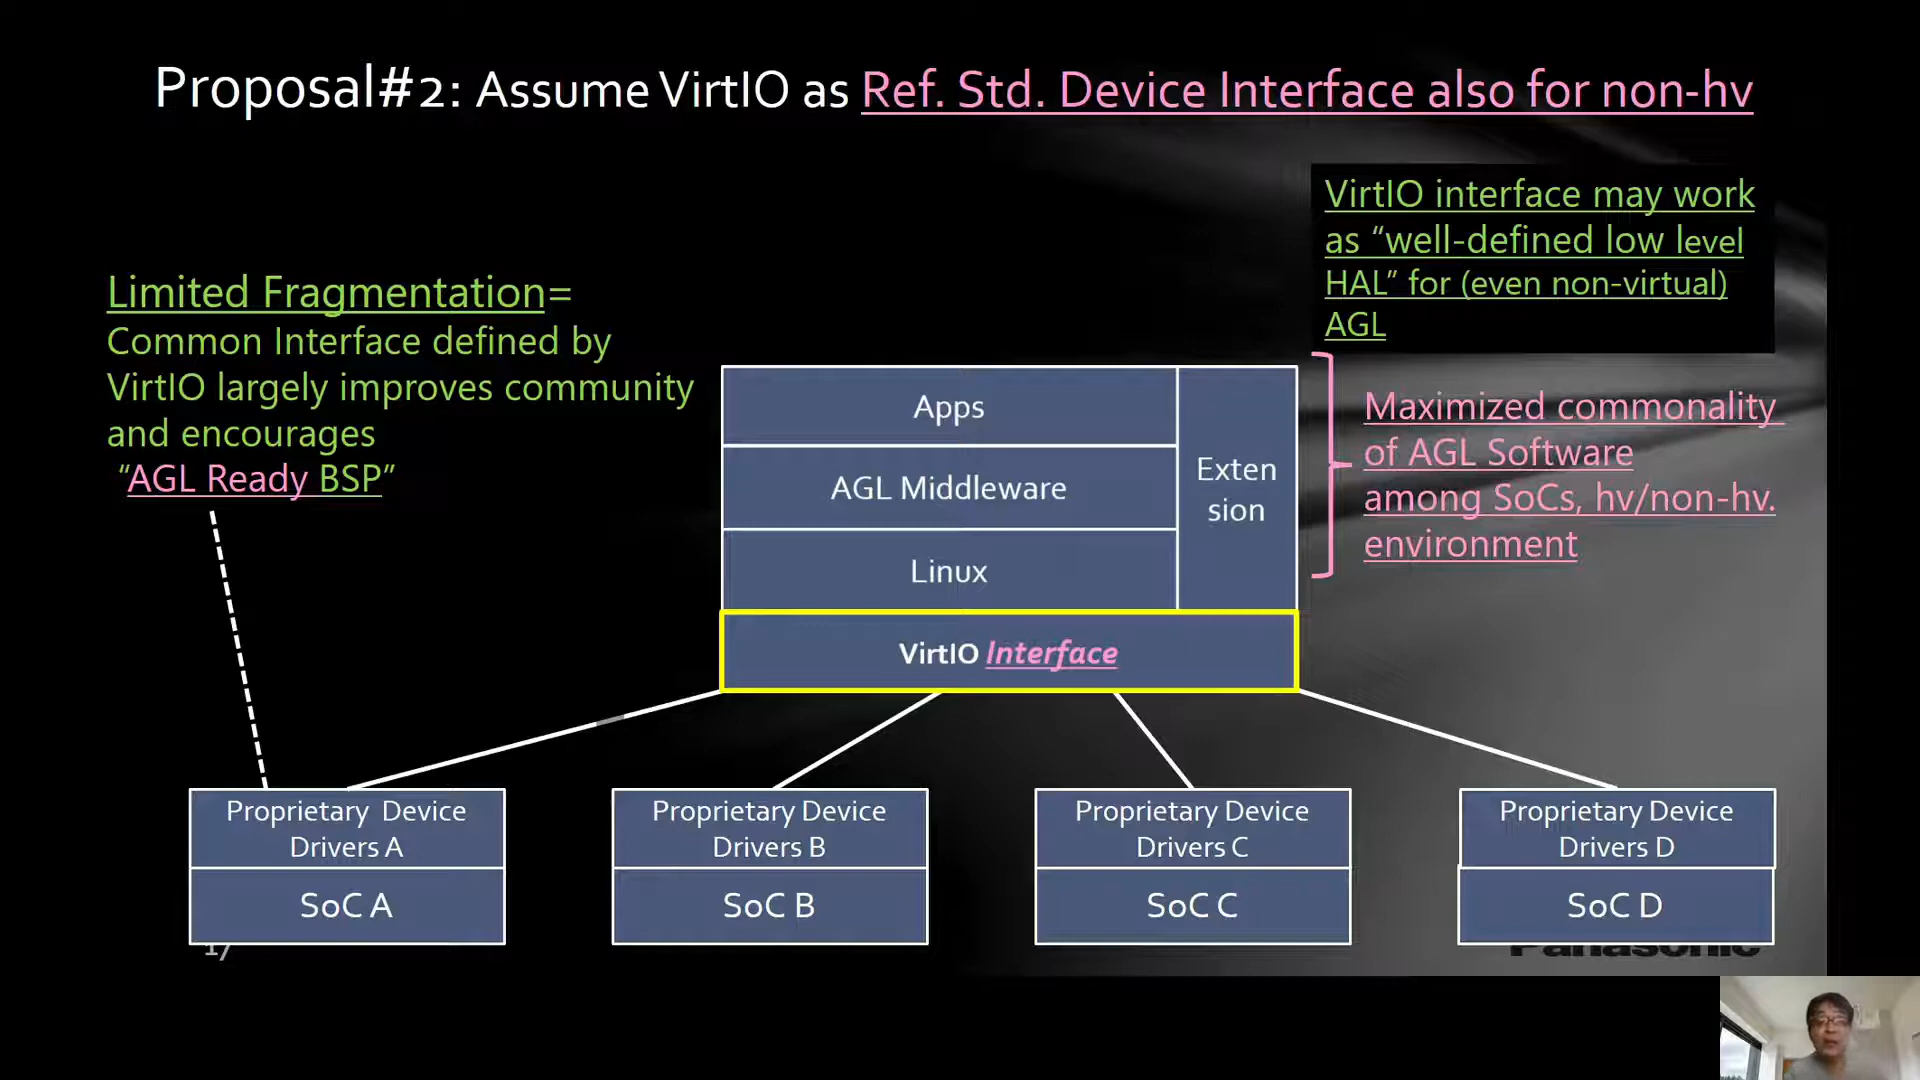 Proposal#2: Assume VirtIO as Ref. Std. Device Interface also for non-hv
VirtIO interface may work
as “well-defined low level
HAL” for (even non-virtual)
AGL
Limited Fragmentation=
Common Interface defined by
VirtIO largely improves community
and encourages
“AGL Ready BSP”
Apps
AGL Middleware
Linux
Exten
sion
VirtIO Interface
Maximized commonality
of AGL Software
among SoCs, hv/non-hv.
environment
Proprietary Device
Drivers A
SoC A
Proprietary Device
Drivers B
SoC B
Proprietary Device
Drivers C
SoC C
Proprietary Device
Drivers D
SoC D
17
Panasonic